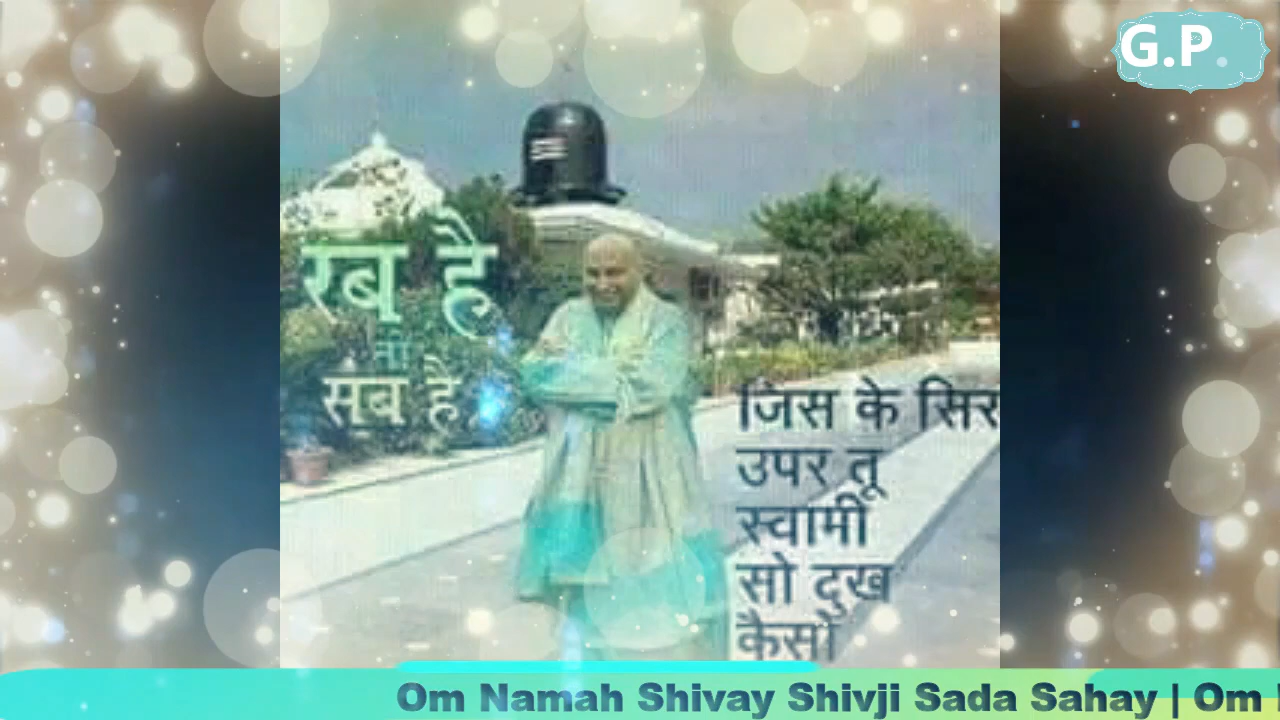 G.P.
रब है
तो
सब है
जिस के सिर
उपर तू
स्वामी
सो दुख
कैसो
Om Namah Shivay Shivji Sada Sahay | Om